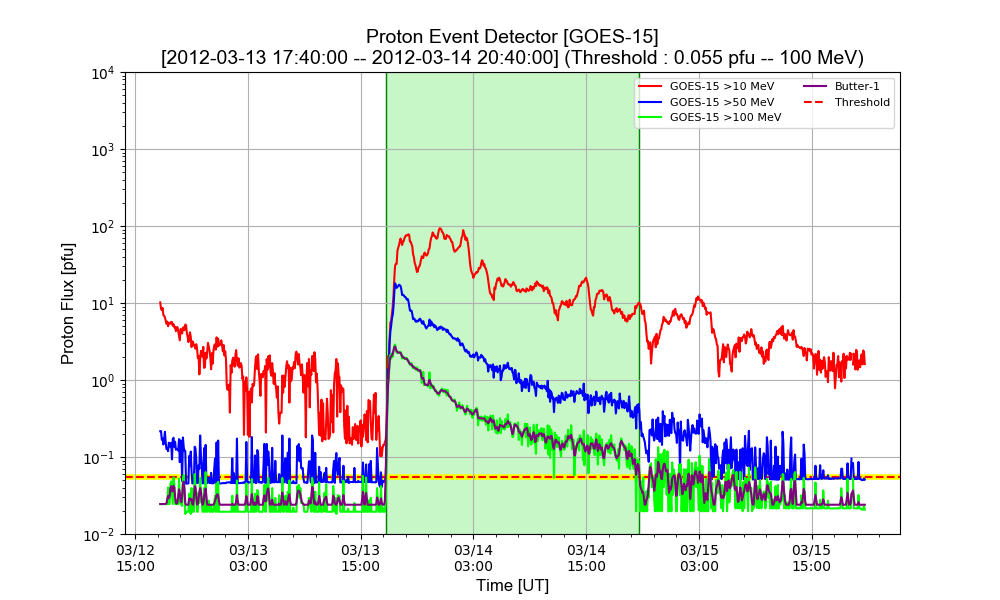 Proton Event Detector [GOES-15]
[2012-03-13 17:40:00 -- 2012-03-14 20:40:00] (Threshold : 0.055 pfu -- 100 MeV)
GOES-15 >10 MeV
GOES-15 >50 MeV
GOES-15 >100 MeV
Butter-1
Threshold
Proton Flux [pfu]
10⁴
10³
10²
10¹
10⁰
10⁻¹
10⁻²
03/12 15:00
03/13 03:00
03/13 15:00
03/14 03:00
03/14 15:00
03/15 03:00
03/15 15:00
Time [UT]